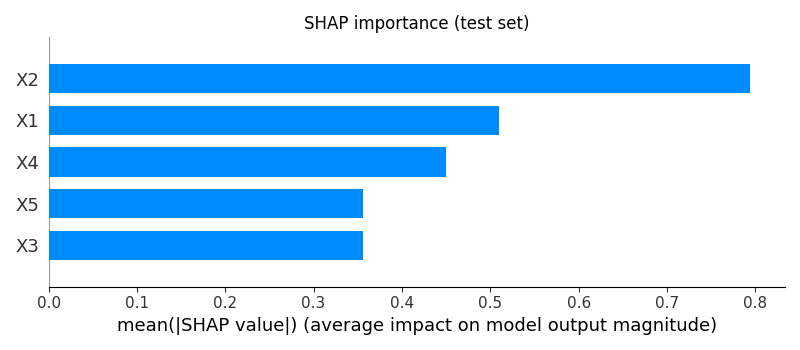 SHAP importance (test set)
X2
X1
X4
X5
X3
0.0 0.1 0.2 0.3 0.4 0.5 0.6 0.7 0.8
mean(|SHAP value|) (average impact on model output magnitude)